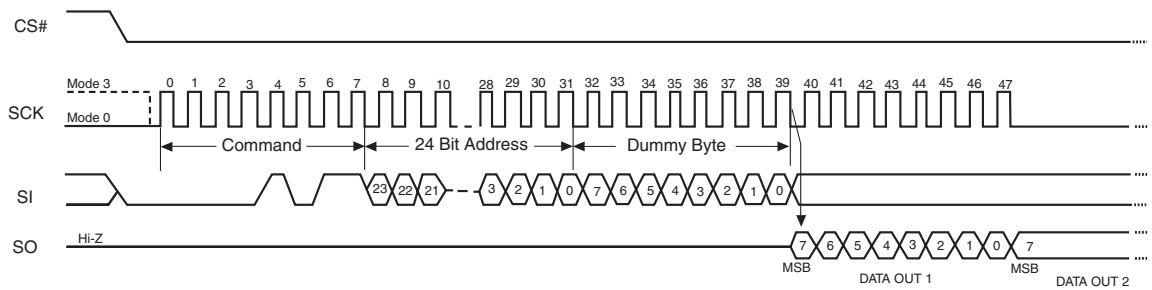 CS#
SCK
Mode 3
Mode 0
0 1 2 3 4 5 6 7 8 9 10 28 29 30 31 32 33 34 35 36 37 38 39 40 41 42 43 44 45 46 47
Command 24 Bit Address Dummy Byte
SI
23 22 21 3 2 1 0 7 6 5 4 3 2 1 0
SO
Hi-Z
7 6 5 4 3 2 1 0 7
MSB DATA OUT 1 MSB DATA OUT 2